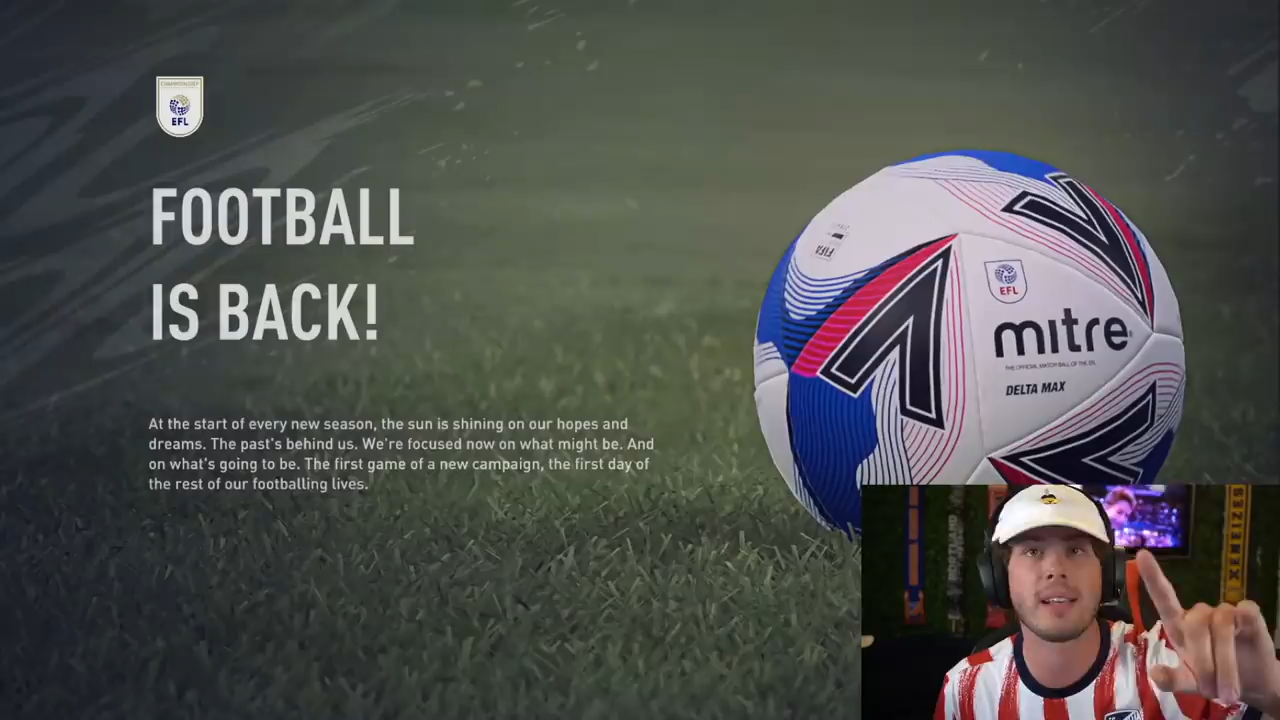 CHAMPIONSHIP
EFL
FOOTBALL
IS BACK!
At the start of every new season, the sun is shining on our hopes and
dreams. The past's behind us. We're focused now on what might be. And
on what's going to be. The first game of a new campaign, the first day of
the rest of our footballing lives.
FIFA
EFL
mitre
THE OFFICIAL MATCH BALL OF THE EFL
DELTA MAX
XENEIZES